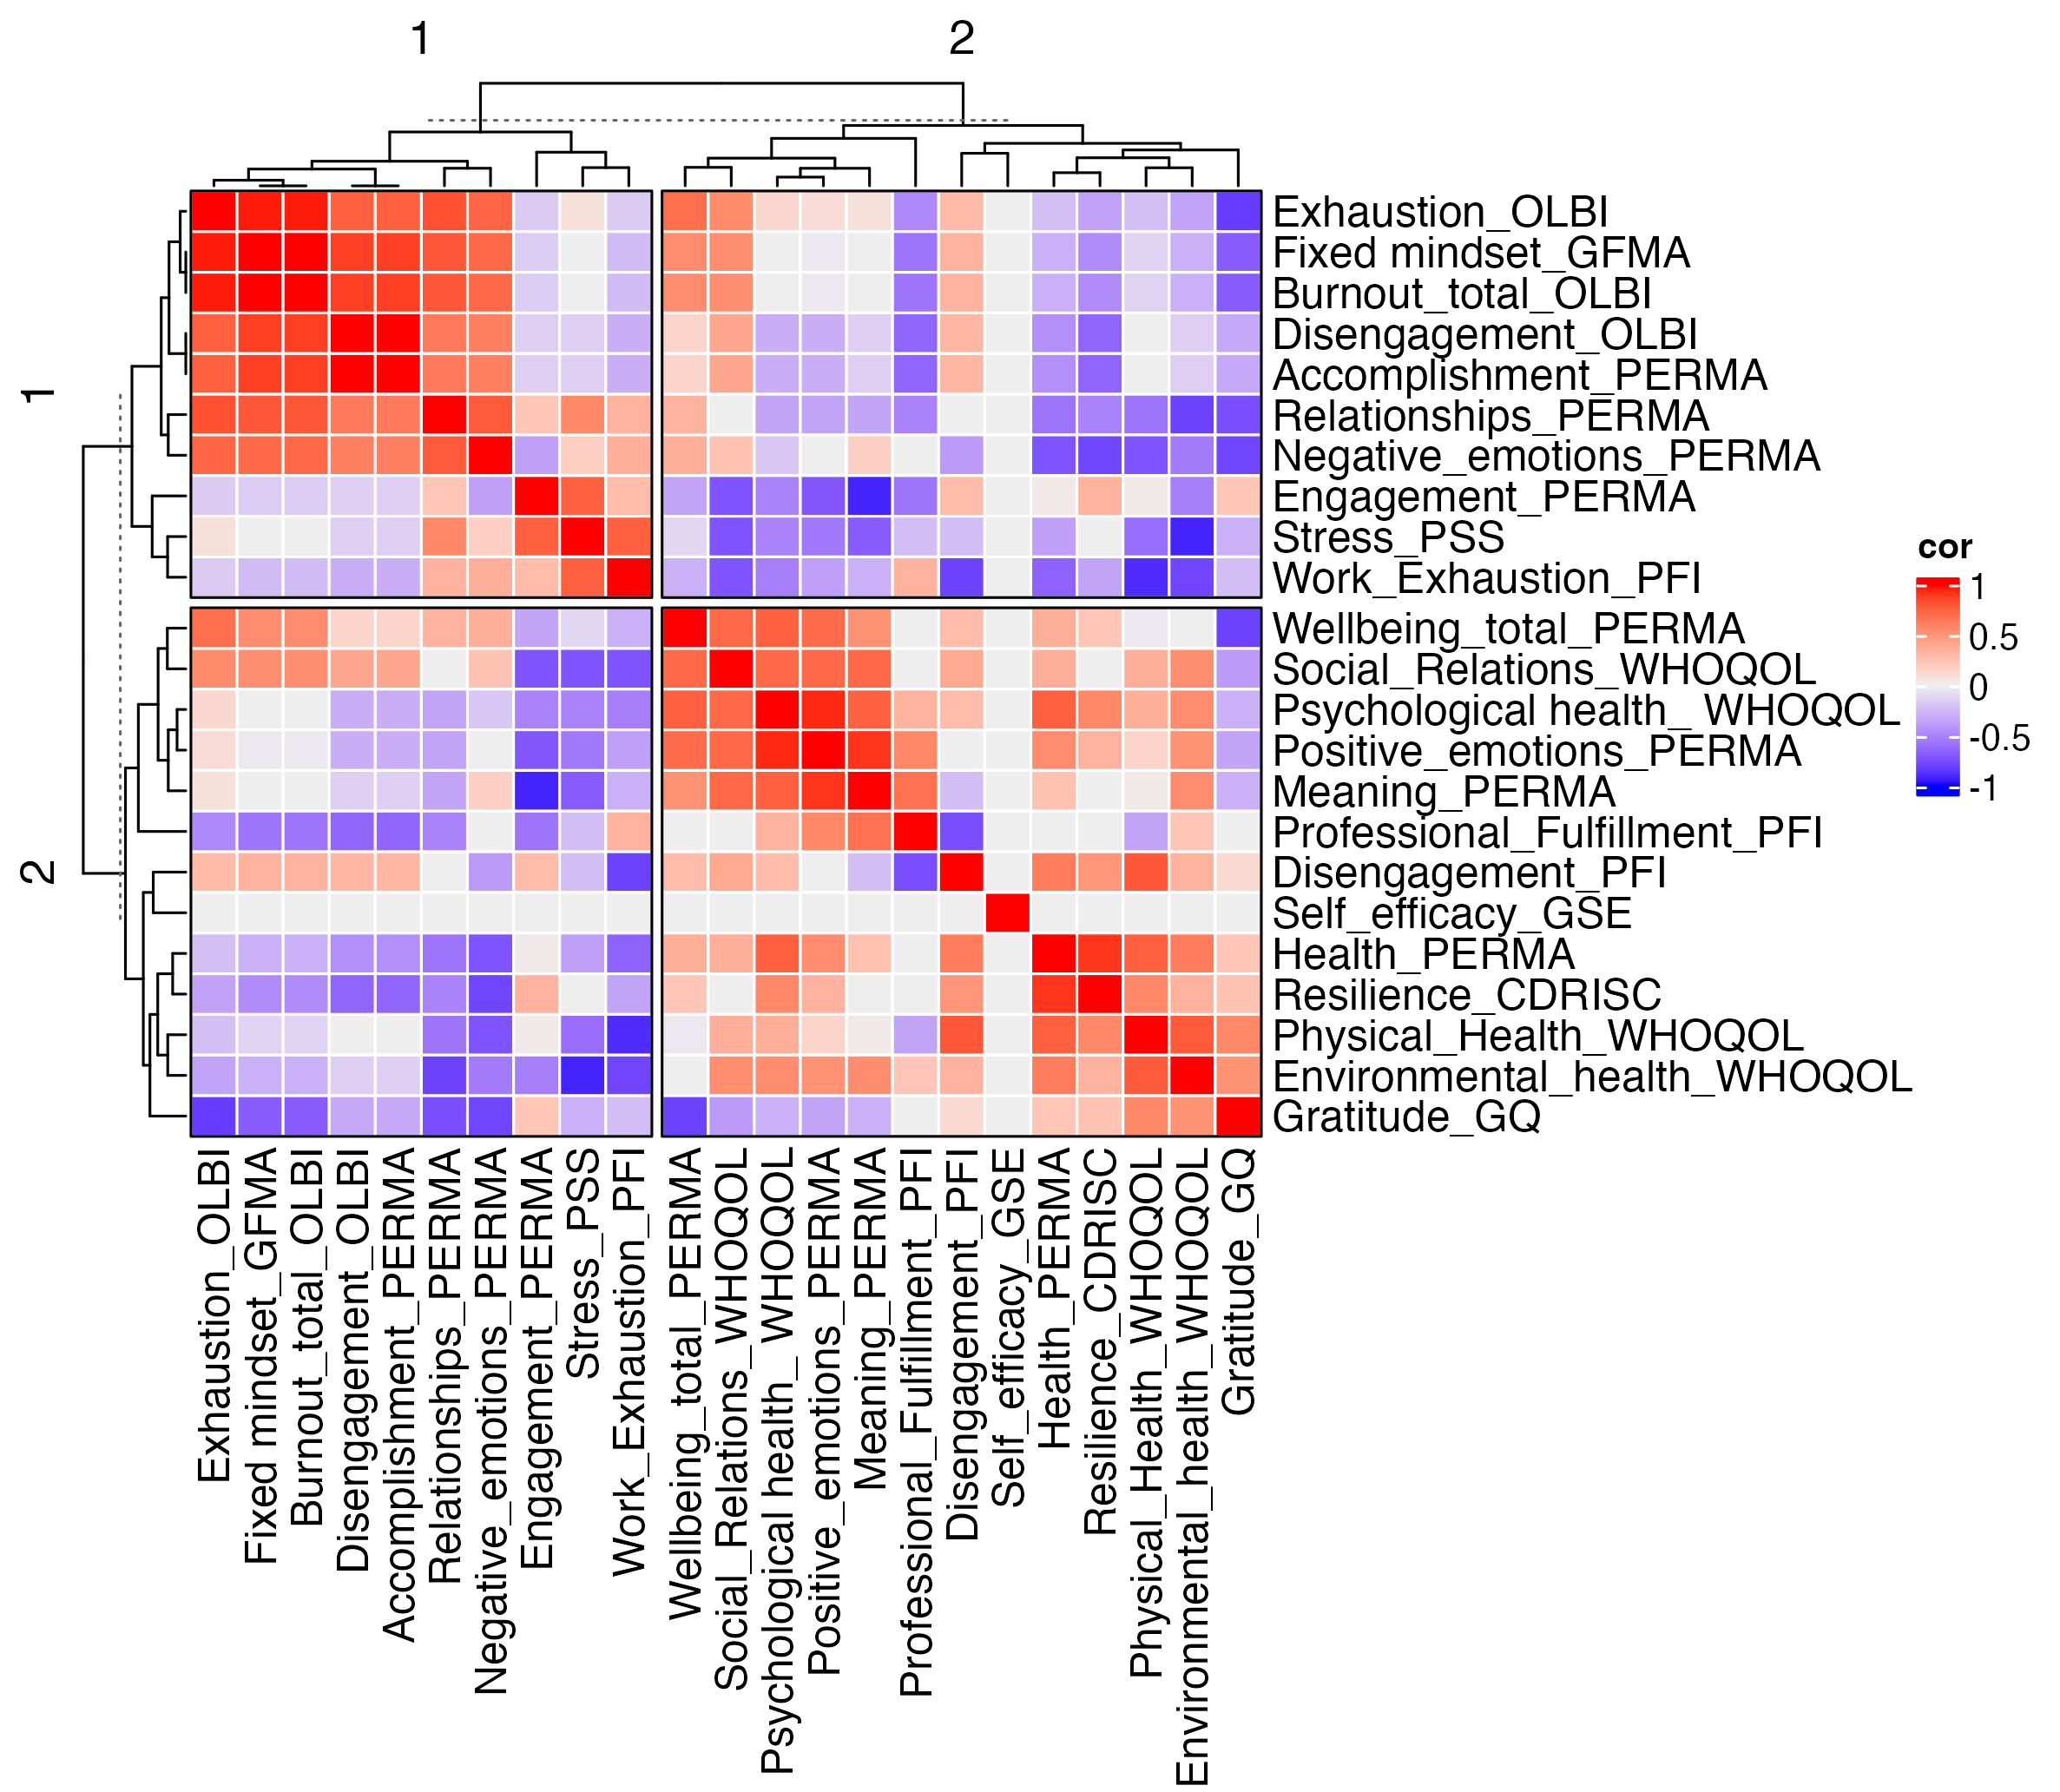 1
2
1
2
Exhaustion_OLBI
Fixed mindset_GFMA
Burnout_total_OLBI
Disengagement_OLBI
Accomplishment_PERMA
Relationships_PERMA
Negative_emotions_PERMA
Engagement_PERMA
Stress_PSS
Work_Exhaustion_PFI
Wellbeing_total_PERMA
Social_Relations_WHOQOL
Psychological health_ WHOQOL
Positive_emotions_PERMA
Meaning_PERMA
Professional_Fulfillment_PFI
Disengagement_PFI
Self_efficacy_GSE
Health_PERMA
Resilience_CDRISC
Physical_Health_WHOQOL
Environmental_health_WHOQOL
Gratitude_GQ
cor
1
0.5
0
-0.5
-1
Exhaustion_OLBI
Fixed mindset_GFMA
Burnout_total_OLBI
Disengagement_OLBI
Accomplishment_PERMA
Relationships_PERMA
Negative_emotions_PERMA
Engagement_PERMA
Stress_PSS
Work_Exhaustion_PFI
Wellbeing_total_PERMA
Social_Relations_WHOQOL
Psychological health_ WHOQOL
Positive_emotions_PERMA
Meaning_PERMA
Professional_Fulfillment_PFI
Disengagement_PFI
Self_efficacy_GSE
Health_PERMA
Resilience_CDRISC
Physical_Health_WHOQOL
Environmental_health_WHOQOL
Gratitude_GQ